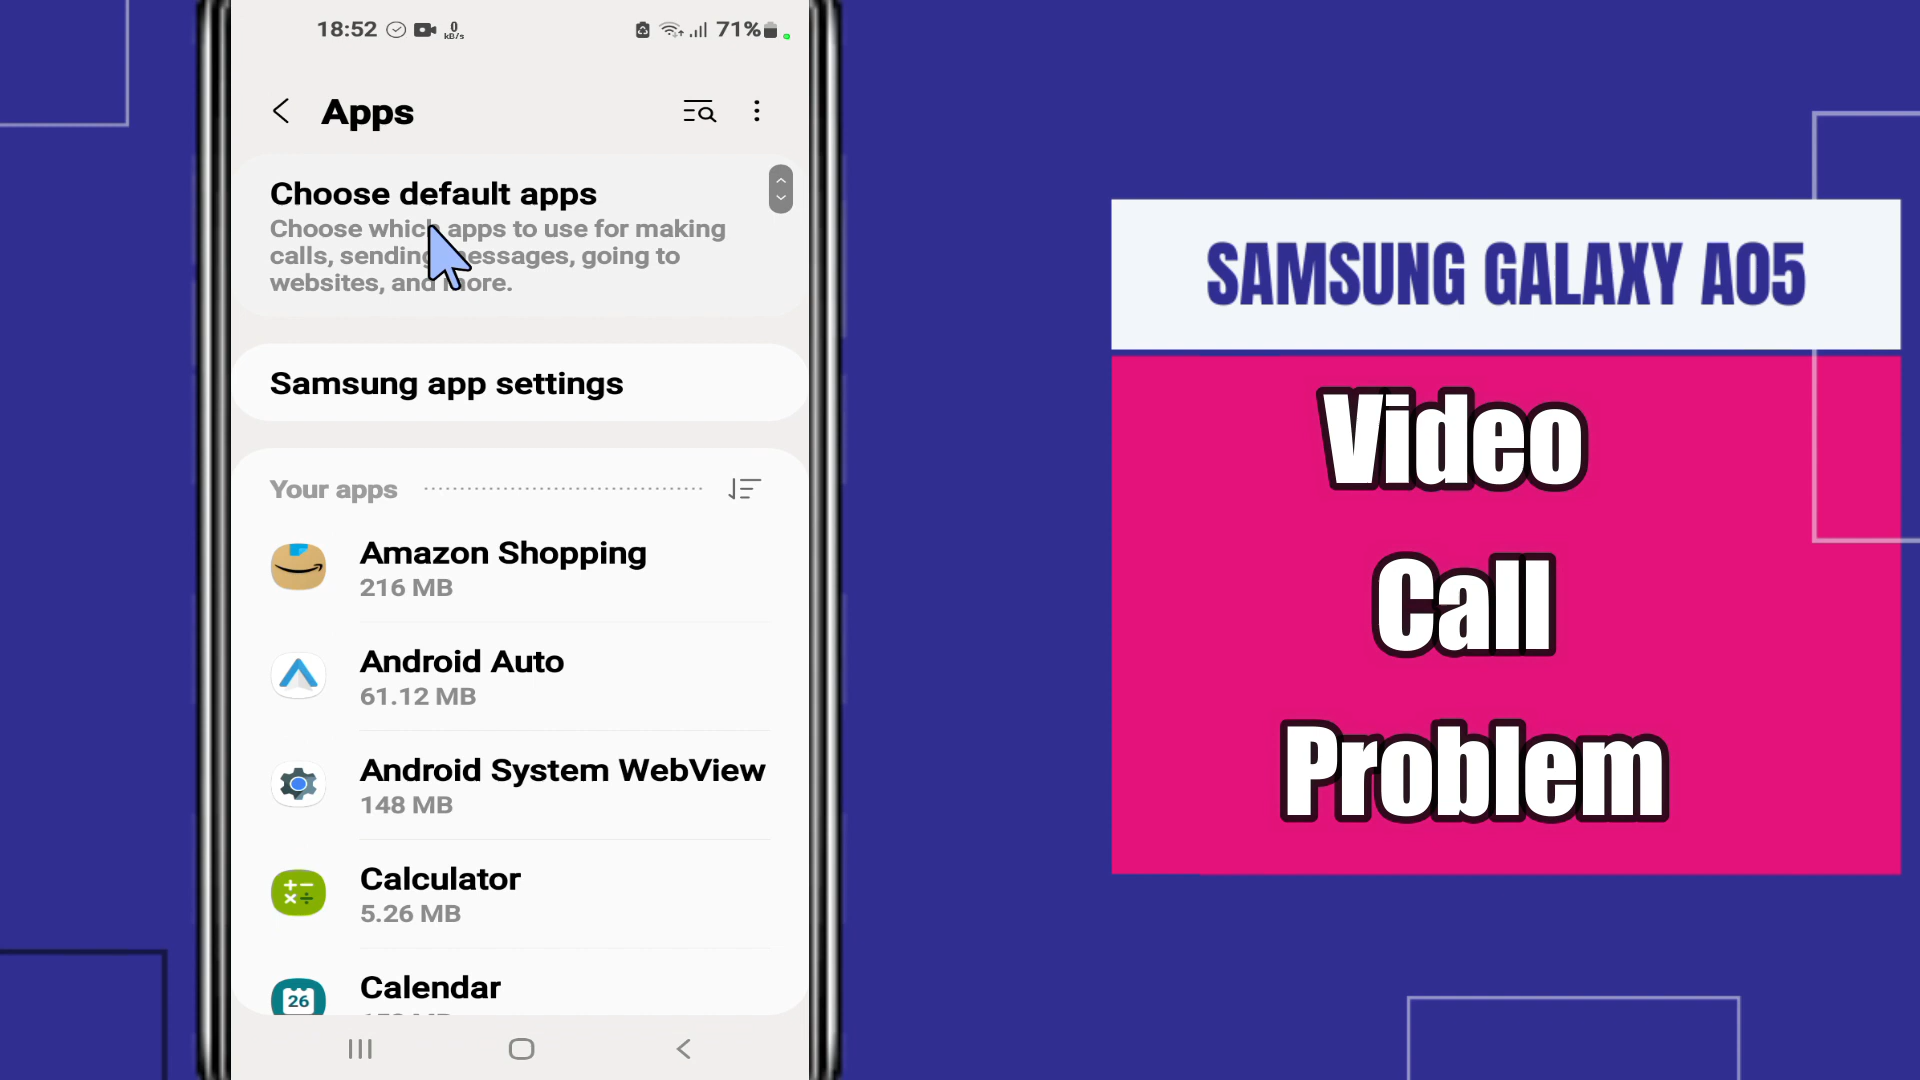 18:52
0
kB/s
71%
Apps
Choose default apps
Choose which apps to use for making
calls, sending messages, going to
websites, and more.
Samsung app settings
Your apps
Amazon Shopping
216 MB
Android Auto
61.12 MB
Android System WebView
148 MB
Calculator
5.26 MB
26
Calendar
SAMSUNG GALAXY A05
Video
Call
Problem